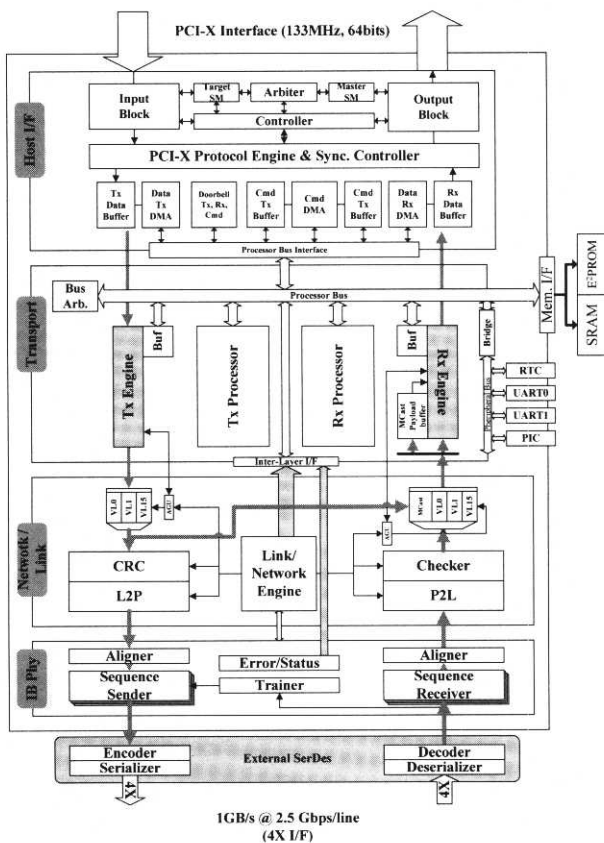 PCI-X Interface (133MHz, 64bits)
Host I/F
Input
Block
Target
SM
Arbiter
Master
SM
Output
Block
Controller
PCI-X Protocol Engine & Sync. Controller
Tx
Data
Buffer
Data
Tx
DMA
Doorbell
Tx, Rx,
Cmd
Cmd
Tx
Buffer
Cmd
DMA
Cmd
Tx
Buffer
Data
Rx
DMA
Rx
Data
Buffer
Processor Bus Interface
Transport
Bus
Arb.
Processor Bus
Mem. I/F
E²PROM
SRAM
Tx Engine
Buf
Tx Processor
Rx Processor
Buf
Rx Engine
MCast
Payload
buffer
Bridge
Peripheral Bus
RTC
UART0
UART1
PIC
Inter-Layer I/F
Network /
Link
VL0
VL1
VL15
AGU
AGU
MCast
VL0
VL1
VL15
CRC
L2P
Link/
Network
Engine
Checker
P2L
IB Phy
Aligner
Sequence
Sender
Error/Status
Trainer
Aligner
Sequence
Receiver
Encoder
Serializer
External SerDes
Decoder
Deserializer
4X
4X
1GB/s @ 2.5 Gbps/line
(4X I/F)